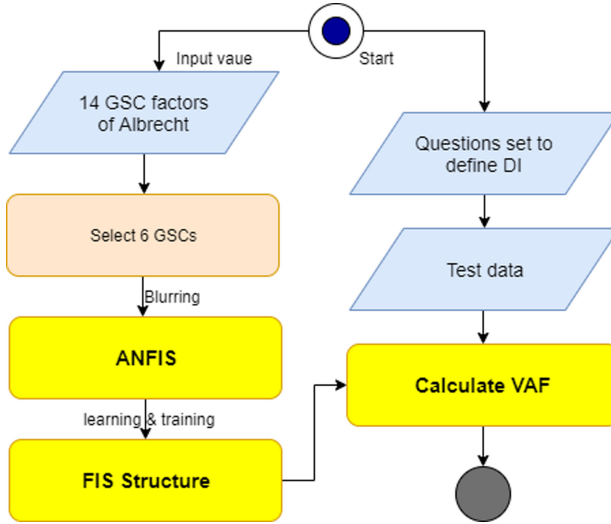 Input vaue
Start
14 GSC factors
of Albrecht
Questions set to
define DI
Select 6 GSCs
Test data
Blurring
ANFIS
Calculate VAF
learning & training
FIS Structure